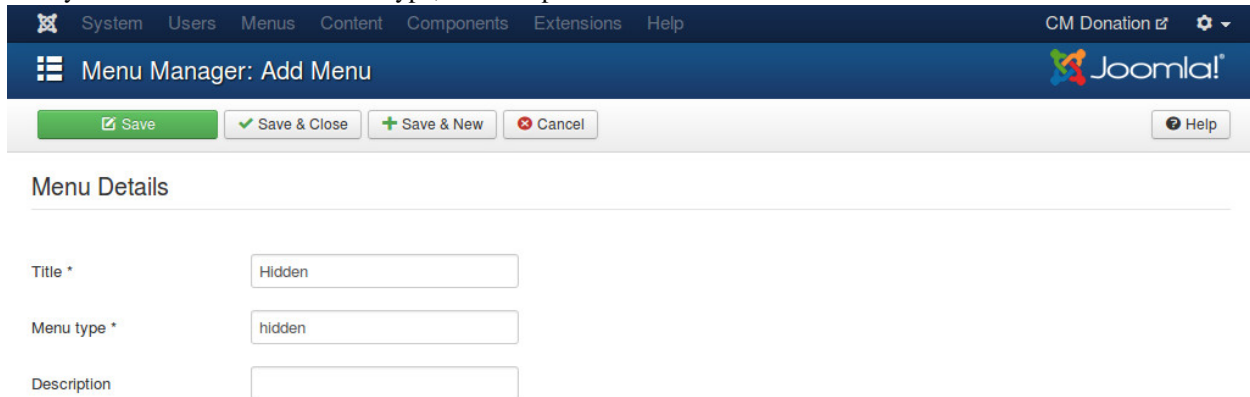 System Users Menus Content Components Extensions Help CM Donation
Menu Manager: Add Menu Joomla!
Save Save & Close Save & New Cancel Help
Menu Details
Title * Hidden
Menu type * hidden
Description